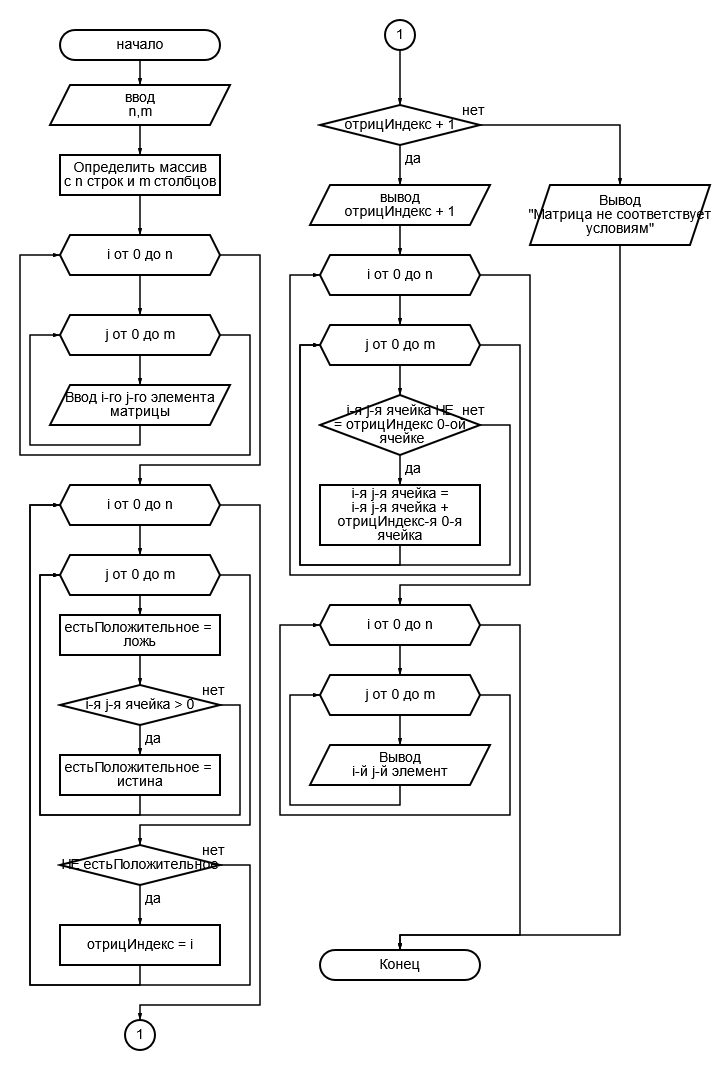 начало
ввод
n,m
Определить массив
с n строк и m столбцов
i от 0 до n
j от 0 до m
Ввод i-го j-го элемента
матрицы
i от 0 до n
j от 0 до m
естьПоложительное =
ложь
i-я j-я ячейка > 0
нет
да
естьПоложительное =
истина
НЕ естьПоложительное
нет
да
отрицИндекс = i
1
1
отрицИндекс + 1
нет
да
вывод
отрицИндекс + 1
Вывод
"Матрица не соответствует
условиям"
i от 0 до n
j от 0 до m
i-я j-я ячейка НЕ
= отрицИндекс 0-ой
ячейке
нет
да
i-я j-я ячейка =
i-я j-я ячейка +
отрицИндекс-я 0-я
ячейка
i от 0 до n
j от 0 до m
Вывод
i-й j-й элемент
Конец